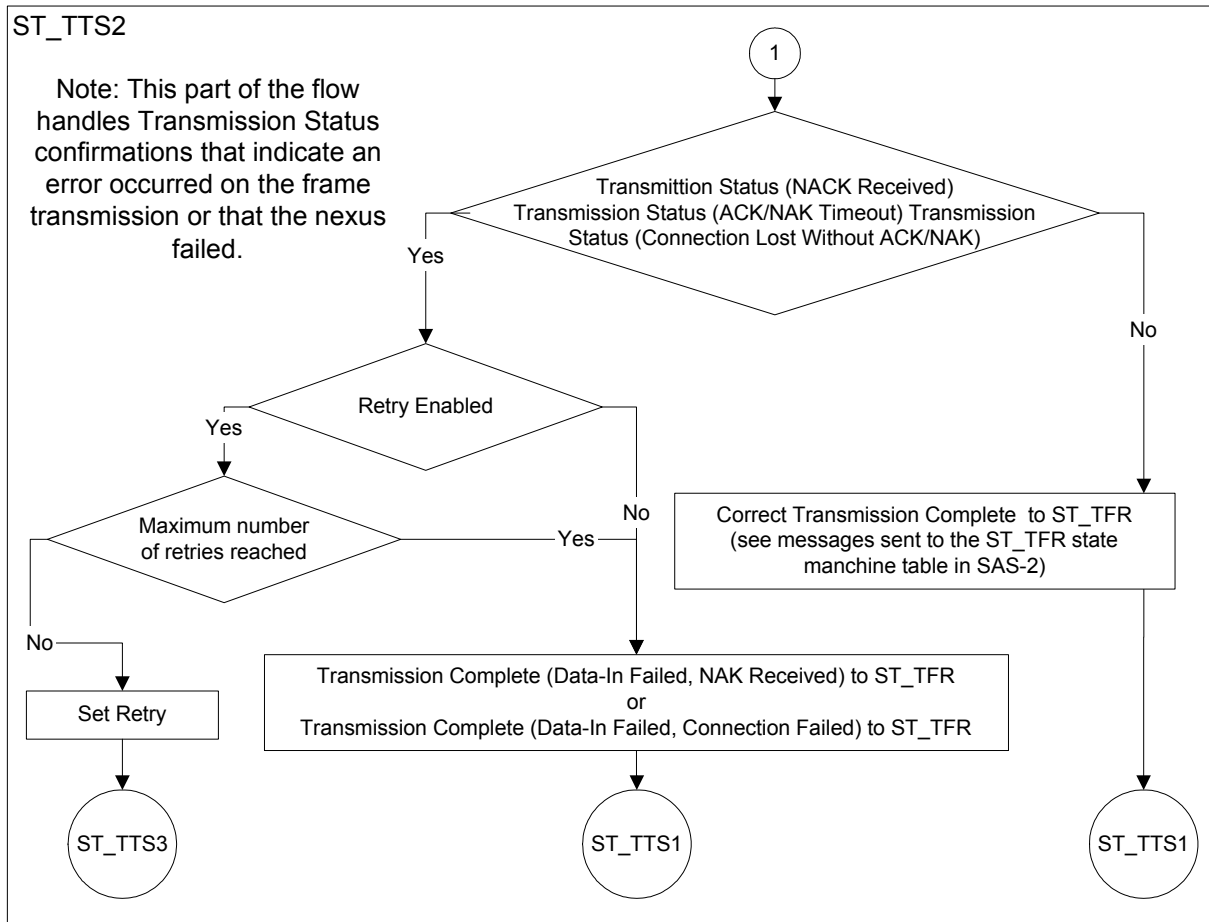 ST_TTS2
1
Note: This part of the flow
handles Transmission Status
confirmations that indicate an
error occurred on the frame
transmission or that the nexus
failed.
Transmittion Status (NACK Received)
Transmission Status (ACK/NAK Timeout) Transmission
Status (Connection Lost Without ACK/NAK)
Yes
No
Retry Enabled
Yes
No
Maximum number
of retries reached
Yes
No
Correct Transmission Complete to ST_TFR
(see messages sent to the ST_TFR state
manchine table in SAS-2)
Set Retry
Transmission Complete (Data-In Failed, NAK Received) to ST_TFR
or
Transmission Complete (Data-In Failed, Connection Failed) to ST_TFR
ST_TTS3
ST_TTS1
ST_TTS1